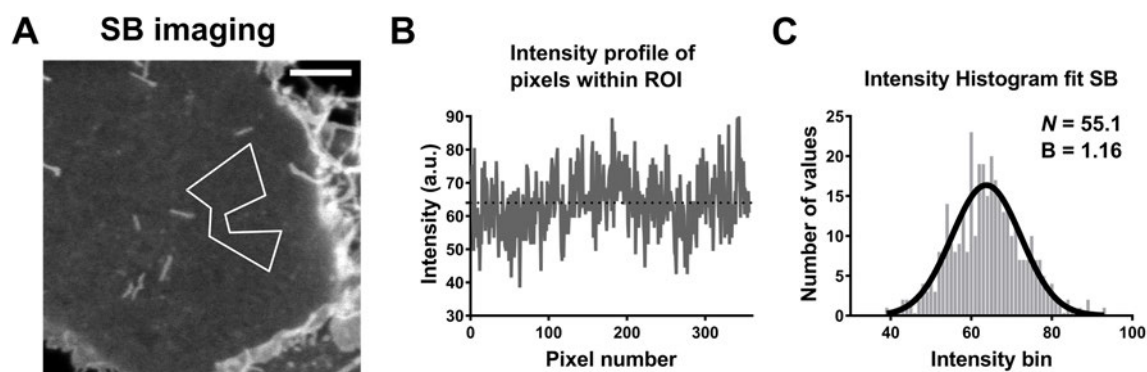 A
SB imaging
B
Intensity profile of
pixels within ROI
Intensity (a.u.)
90
80
70
60
50
40
30
0
100
200
300
Pixel number
C
Intensity Histogram fit SB
N = 55.1
B = 1.16
Number of values
25
20
15
10
5
0
40
60
80
100
Intensity bin